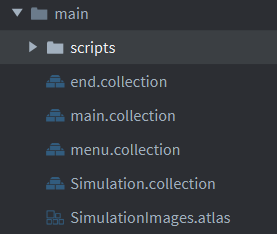 main
scripts
end.collection
main.collection
menu.collection
Simulation.collection
SimulationImages.atlas